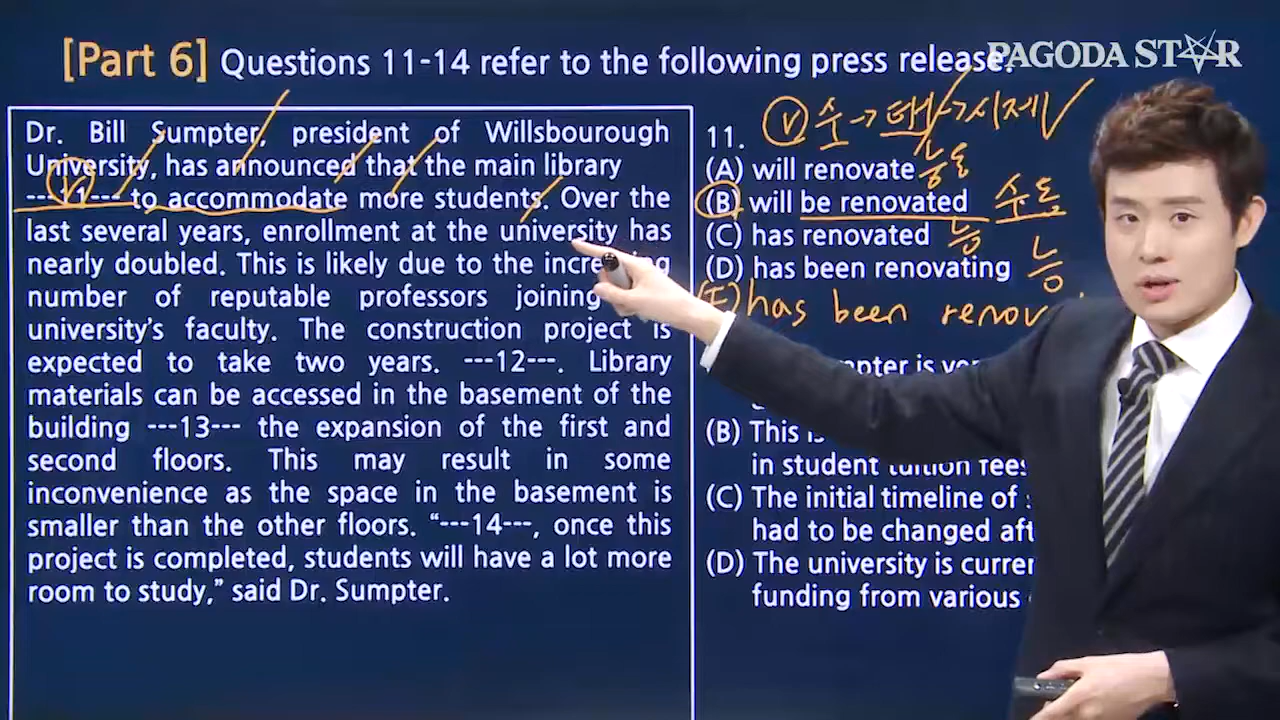 [Part 6] Questions 11-14 refer to the following press release.
PAGODA STAR
Dr. Bill Sumpter, president of Willsbourough
University, has announced that the main library
---11--- to accommodate more students. Over the
last several years, enrollment at the university has
nearly doubled. This is likely due to the increasing
number of reputable professors joining
university's faculty. The construction project is
expected to take two years. ---12---. Library
materials can be accessed in the basement of the
building ---13--- the expansion of the first and
second floors. This may result in some
inconvenience as the space in the basement is
smaller than the other floors. "---14---, once this
project is completed, students will have a lot more
room to study," said Dr. Sumpter.
11.
Ⓥ 수→태→시제
(A) will renovate 능동
(B) will be renovated 수동
(C) has renovated 능
(D) has been renovating 능
(E) has been renov
mpter is ver
(B) This is
in student tuition fees
(C) The initial timeline of
had to be changed aft
(D) The university is curre
funding from various